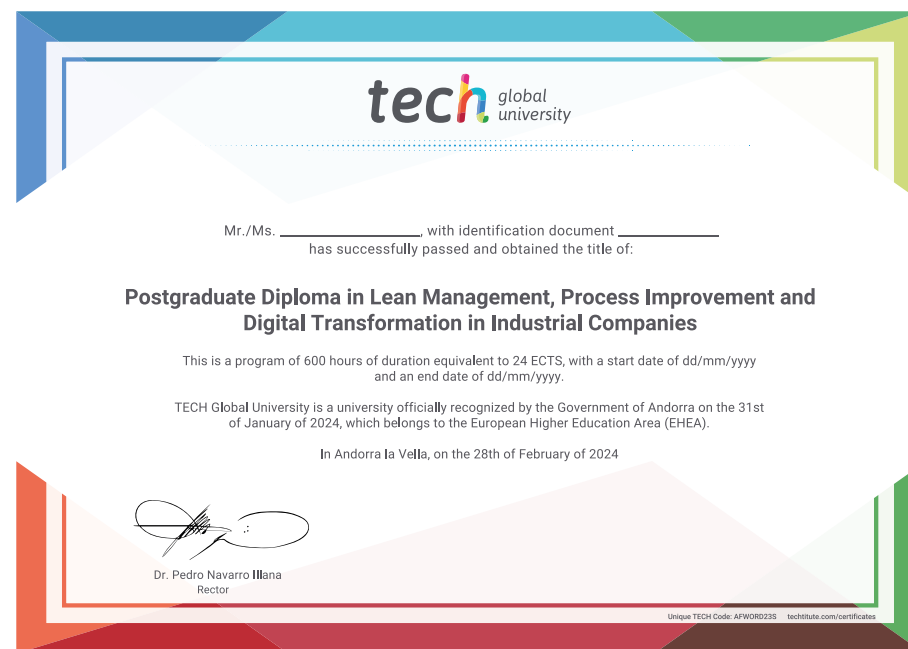 tech global university
Mr./Ms. ____________________, with identification document ______________
has successfully passed and obtained the title of:
Postgraduate Diploma in Lean Management, Process Improvement and
Digital Transformation in Industrial Companies
This is a program of 600 hours of duration equivalent to 24 ECTS, with a start date of dd/mm/yyyy
and an end date of dd/mm/yyyy.
TECH Global University is a university officially recognized by the Government of Andorra on the 31st
of January of 2024, which belongs to the European Higher Education Area (EHEA).
In Andorra la Vella, on the 28th of February of 2024
Dr. Pedro Navarro Illana
Rector
Unique TECH Code: AFWORD23S techtitute.com/certificates